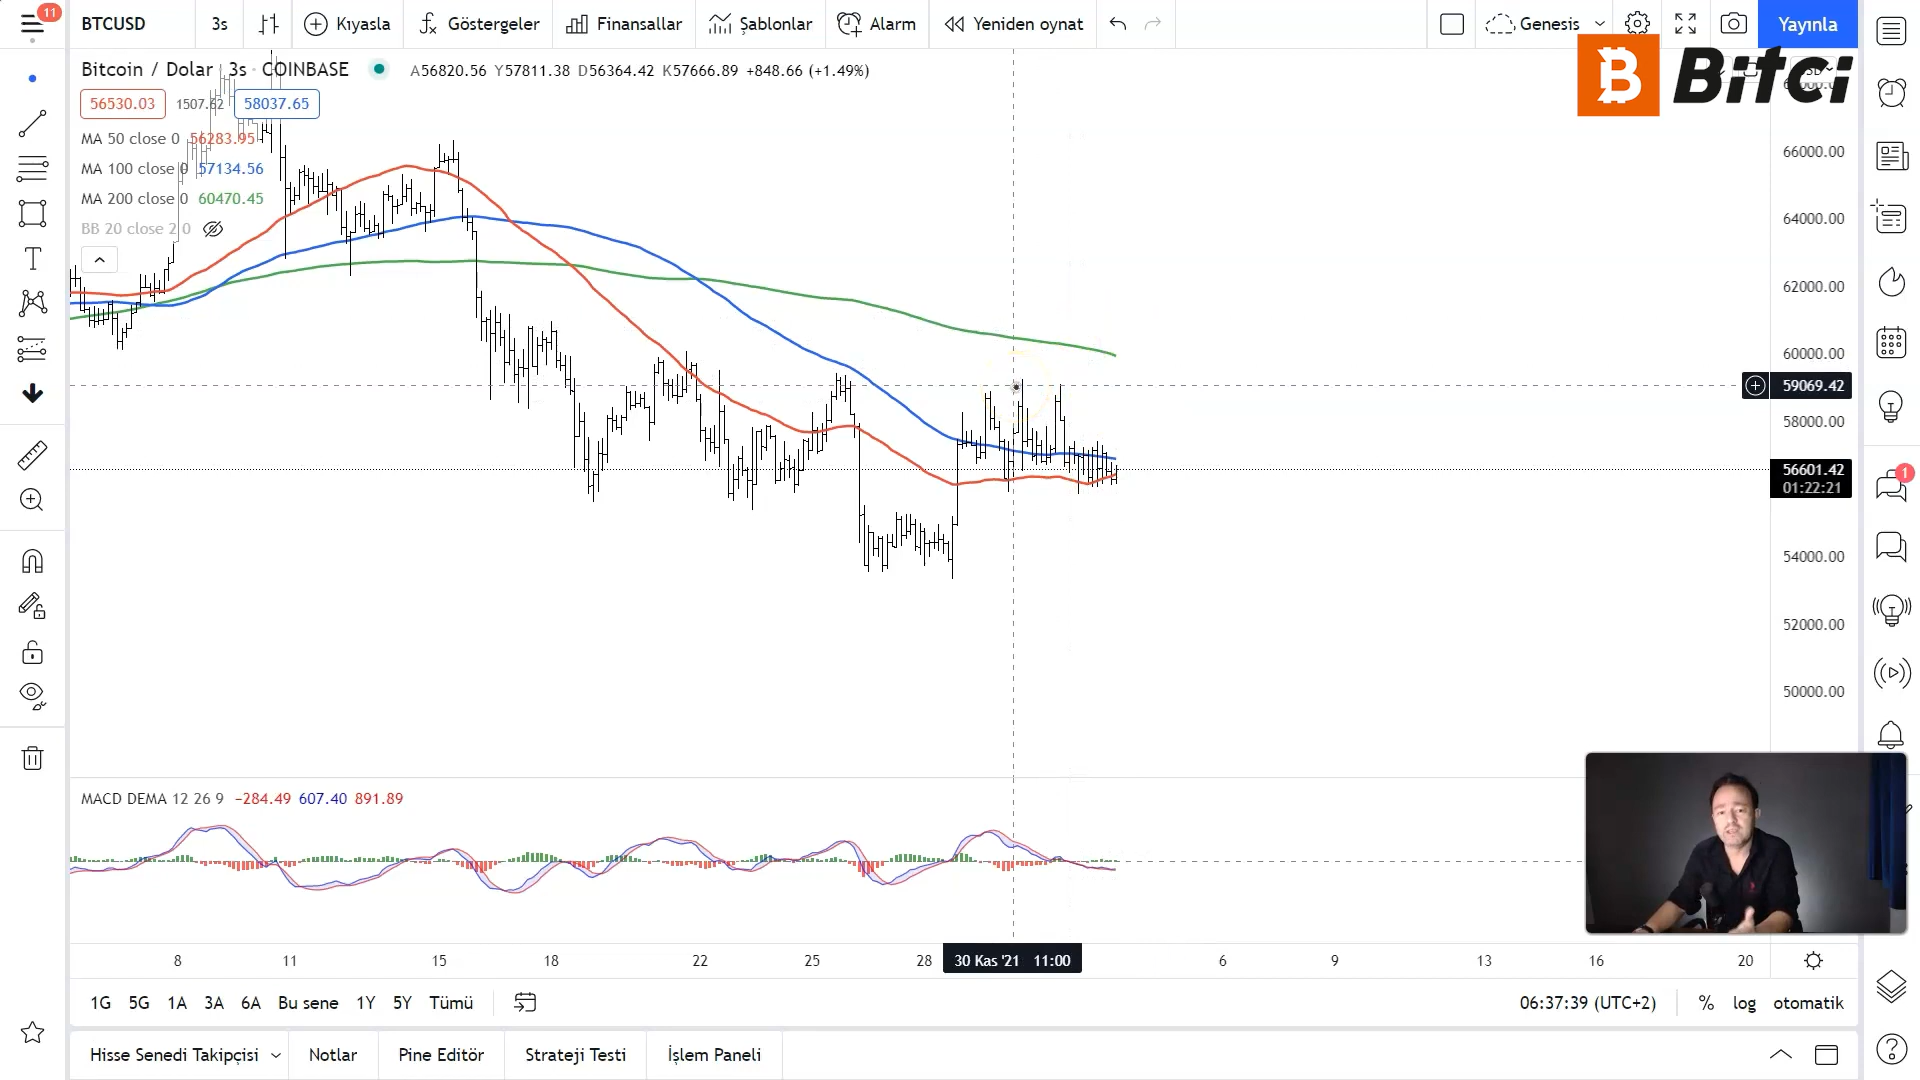 11
BTCUSD 3s Kıyasla Göstergeler Finansallar Şablonlar Alarm Yeniden oynat Genesis Yayınla
Bitcoin / Dolar · 3s · COINBASE A56820.56 Y57811.38 D56364.42 K57666.89 +848.66 (+1.49%)
Bitci
56530.03 1507.62 58037.65
MA 50 close 0 56283.95
MA 100 close 0 57134.56
MA 200 close 0 60470.45
BB 20 close 2 0
66000.00
64000.00
62000.00
60000.00
59069.42
58000.00
56601.42
01:22:21
54000.00
52000.00
50000.00
1
MACD DEMA 12 26 9 −284.49 607.40 891.89
8 11 15 18 22 25 28 30 Kas '21 11:00 6 9 13 16 20
1G 5G 1A 3A 6A Bu sene 1Y 5Y Tümü 06:37:39 (UTC+2) % log otomatik
Hisse Senedi Takipçisi Notlar Pine Editör Strateji Testi İşlem Paneli